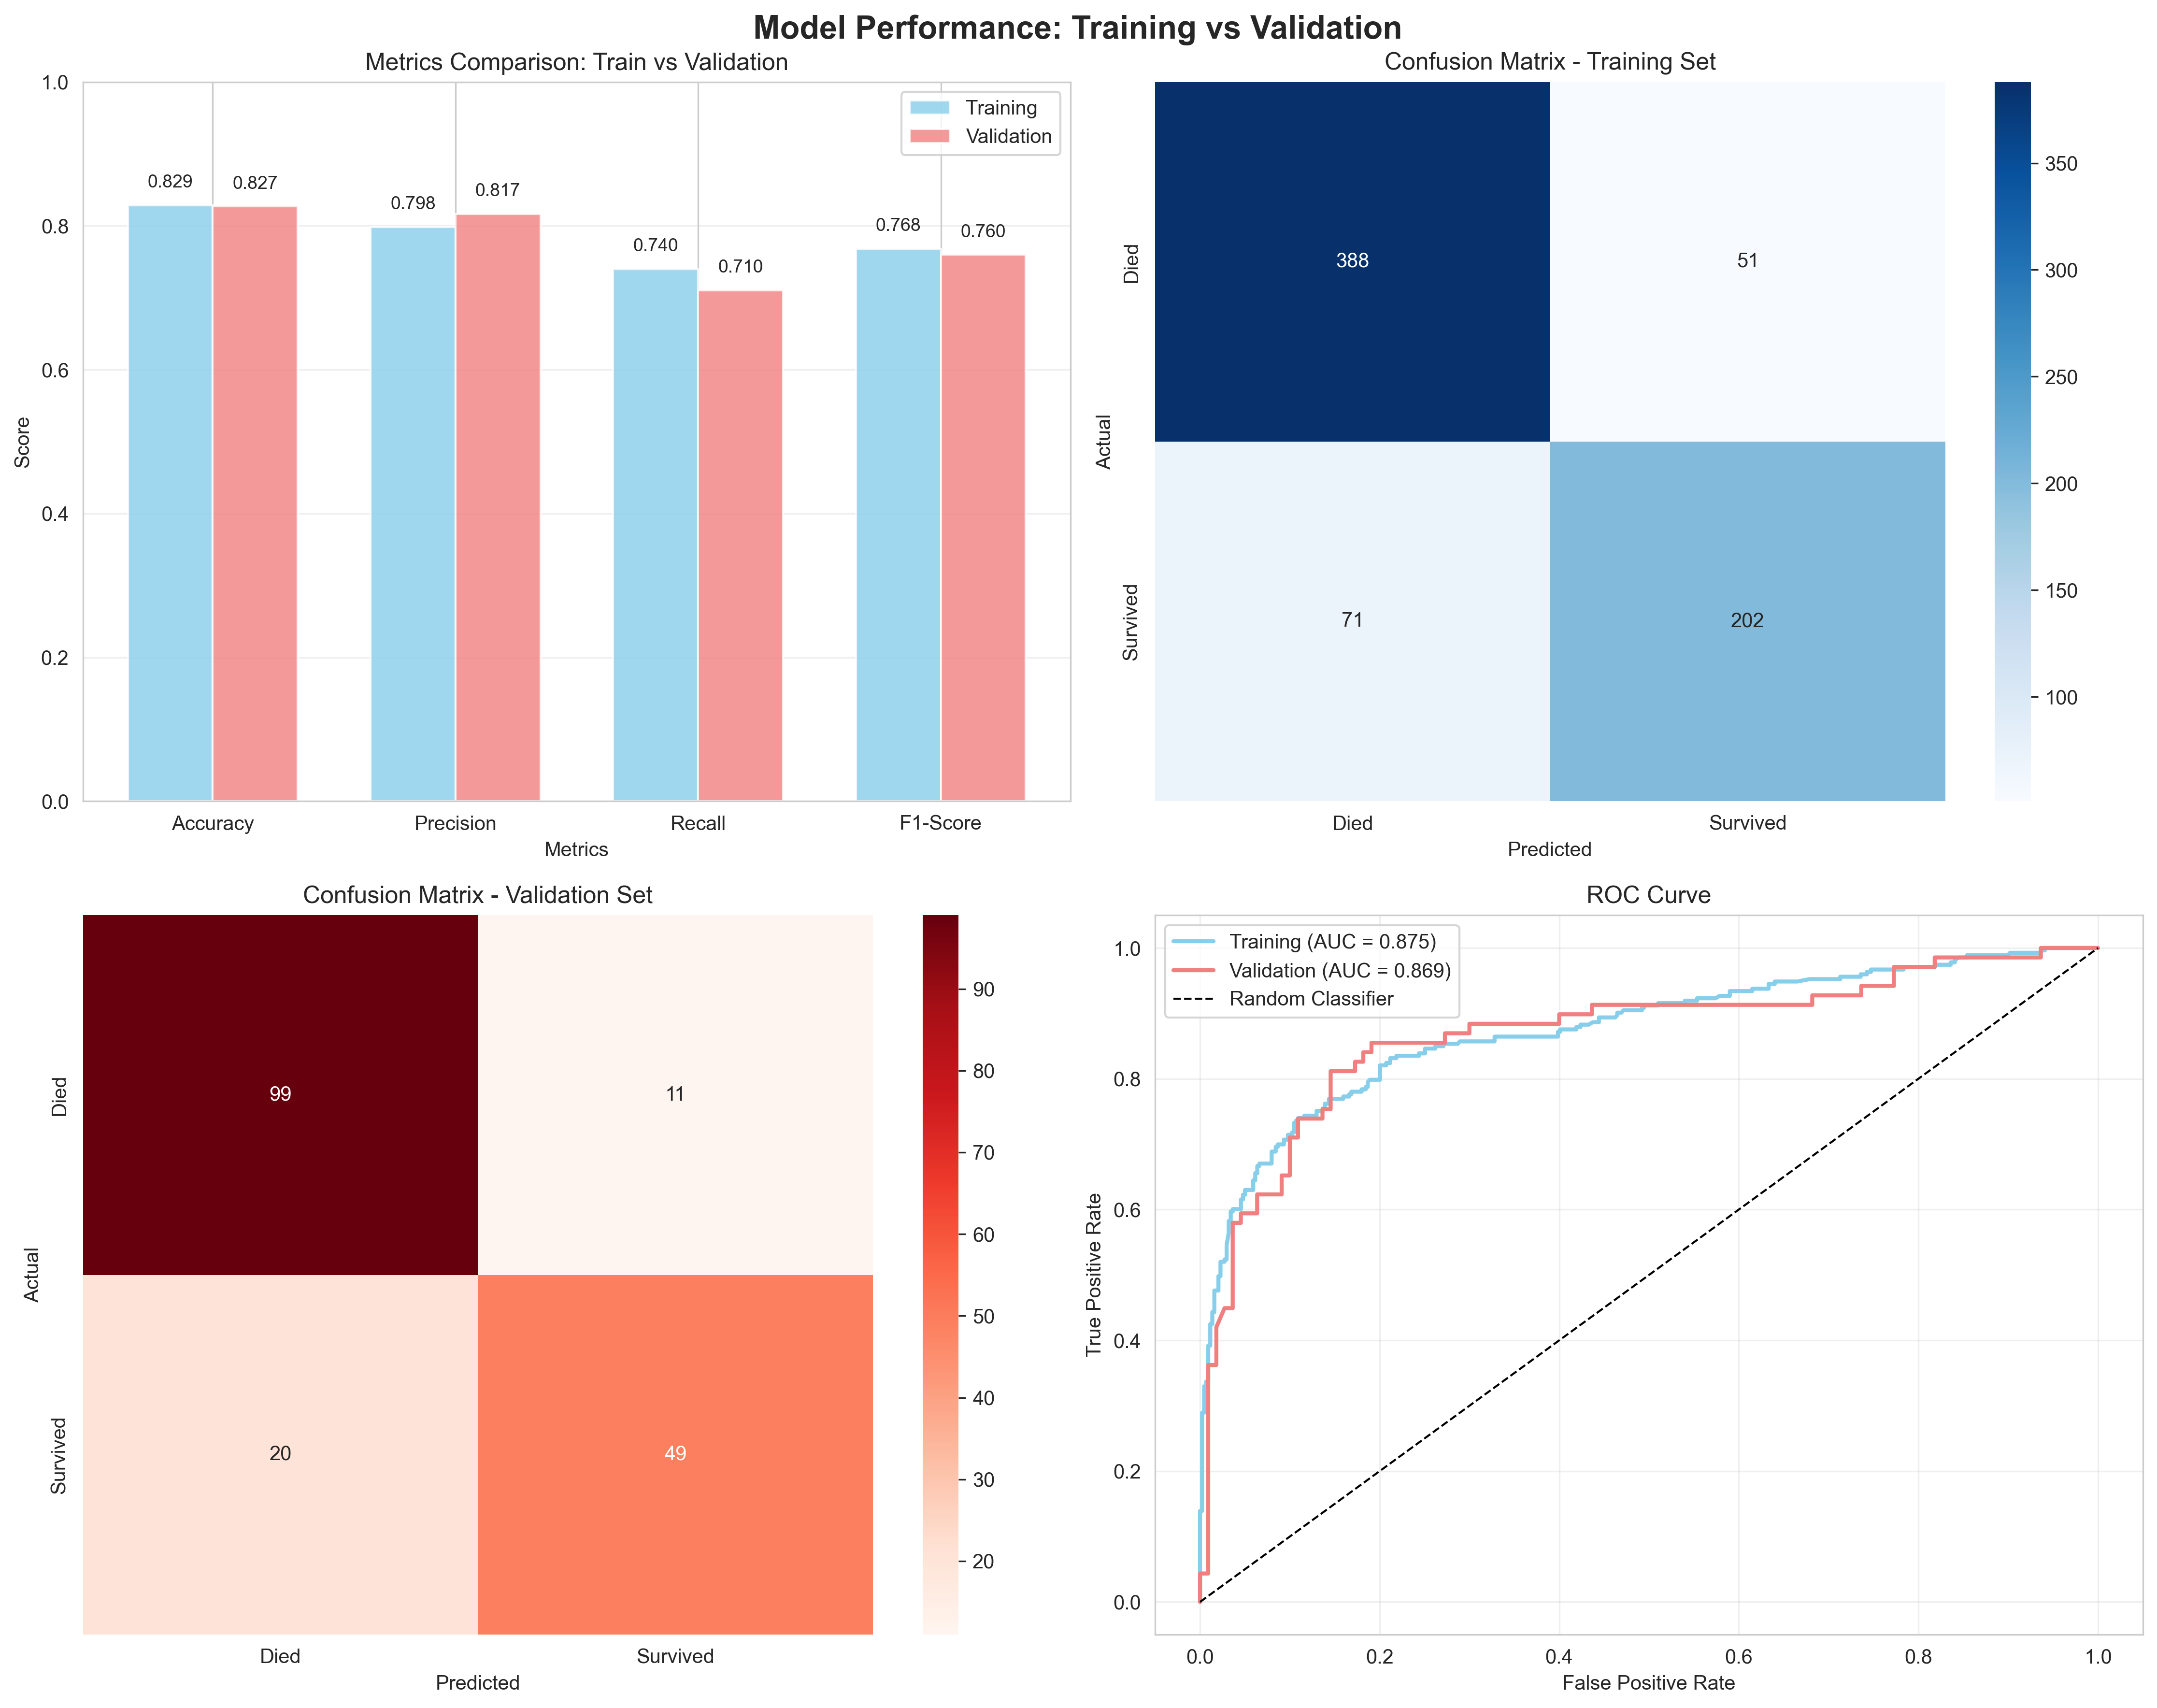 Model Performance: Training vs Validation
Metrics Comparison: Train vs Validation
1.0
0.8
0.6
0.4
0.2
0.0
Score
Training
Validation
0.829
0.827
0.798
0.817
0.740
0.710
0.768
0.760
Accuracy
Precision
Recall
F1-Score
Metrics
Confusion Matrix - Training Set
Actual
Died
Survived
388
51
71
202
Died
Survived
Predicted
350
300
250
200
150
100
Confusion Matrix - Validation Set
Actual
Died
Survived
99
11
20
49
Died
Survived
Predicted
90
80
70
60
50
40
30
20
ROC Curve
Training (AUC = 0.875)
Validation (AUC = 0.869)
Random Classifier
True Positive Rate
1.0
0.8
0.6
0.4
0.2
0.0
0.0
0.2
0.4
0.6
0.8
1.0
False Positive Rate